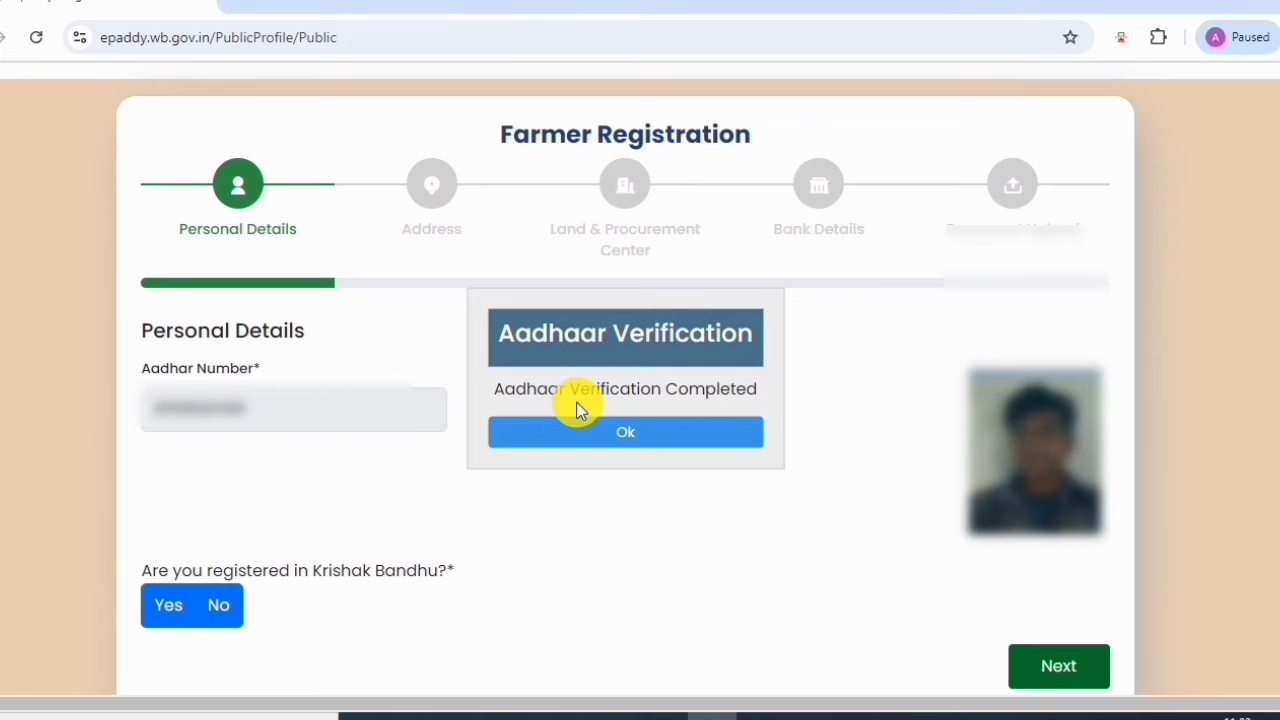 epaddy.wb.gov.in/PublicProfile/Public
A Paused
Farmer Registration
Personal Details
Address
Land & Procurement
Center
Bank Details
Aadhaar Verification
Aadhaar Verification Completed
Ok
Personal Details
Aadhar Number*
Are you registered in Krishak Bandhu?*
Yes No
Next